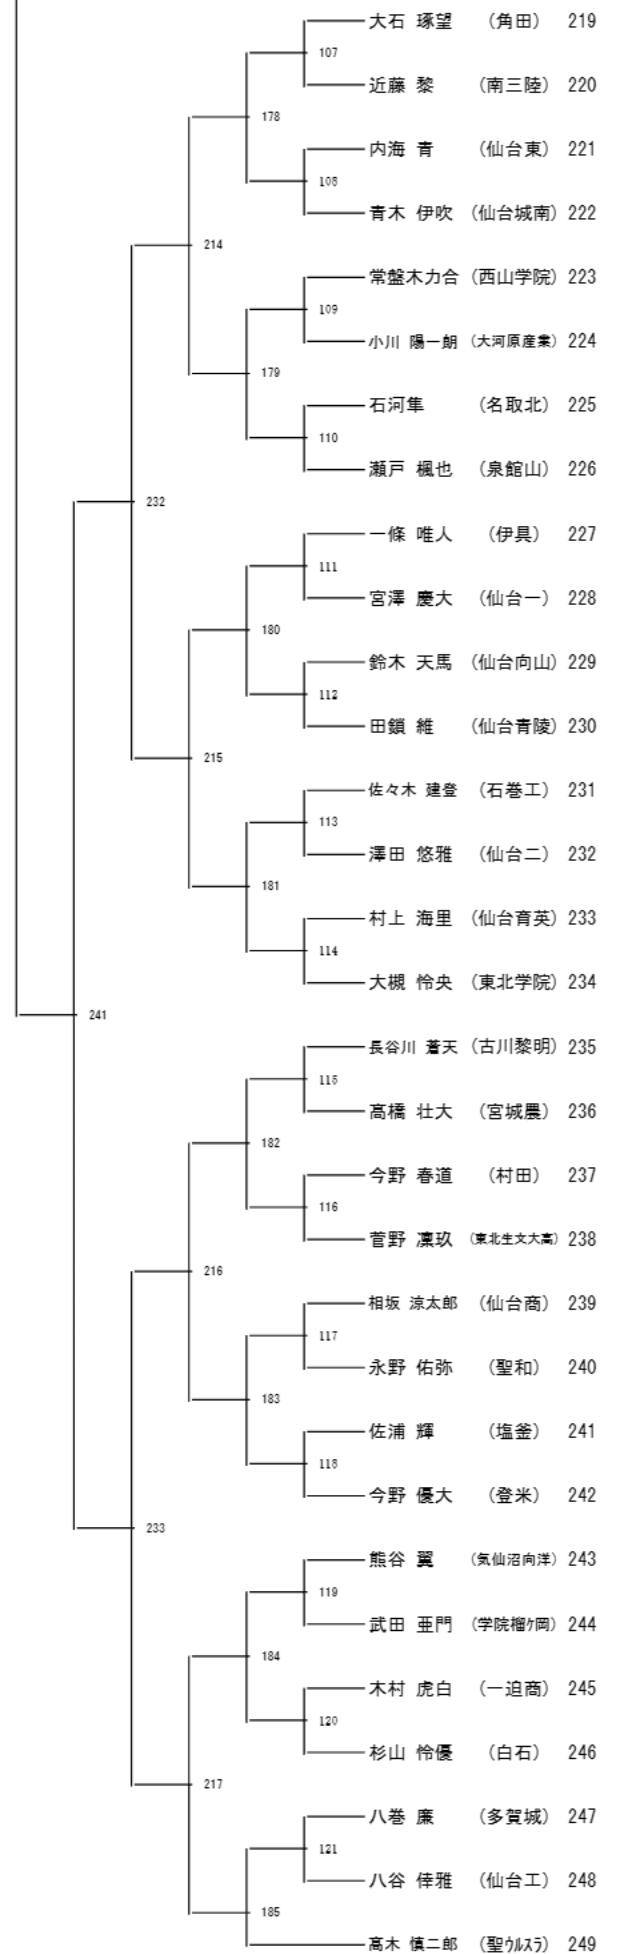 大石 琢望 （角田） 219
107
近藤 黎 （南三陸） 220
178
内海 青 （仙台東） 221
108
青木 伊吹 （仙台城南） 222
214
常盤木力合 （西山学院） 223
109
小川 陽一朗 （大河原産業） 224
179
石河隼 （名取北） 225
110
瀬戸 楓也 （泉館山） 226
232
一條 唯人 （伊具） 227
111
宮澤 慶大 （仙台一） 228
180
鈴木 天馬 （仙台向山） 229
112
田鎖 維 （仙台青陵） 230
215
佐々木 建登 （石巻工） 231
113
澤田 悠雅 （仙台二） 232
181
村上 海里 （仙台育英） 233
114
大槻 怜央 （東北学院） 234
241
長谷川 蒼天 （古川黎明） 235
115
高橋 壮大 （宮城農） 236
182
今野 春道 （村田） 237
116
菅野 凜玖 （東北生文大高） 238
216
相坂 涼太郎 （仙台商） 239
117
永野 佑弥 （聖和） 240
183
佐浦 輝 （塩釜） 241
118
今野 優大 （登米） 242
233
熊谷 翼 （気仙沼向洋） 243
119
武田 亜門 （学院榴ケ岡） 244
184
木村 虎白 （一迫商） 245
120
杉山 怜優 （白石） 246
217
八巻 廉 （多賀城） 247
121
八谷 倖雅 （仙台工） 248
185
高木 慎二郎 （聖ウルスラ） 249